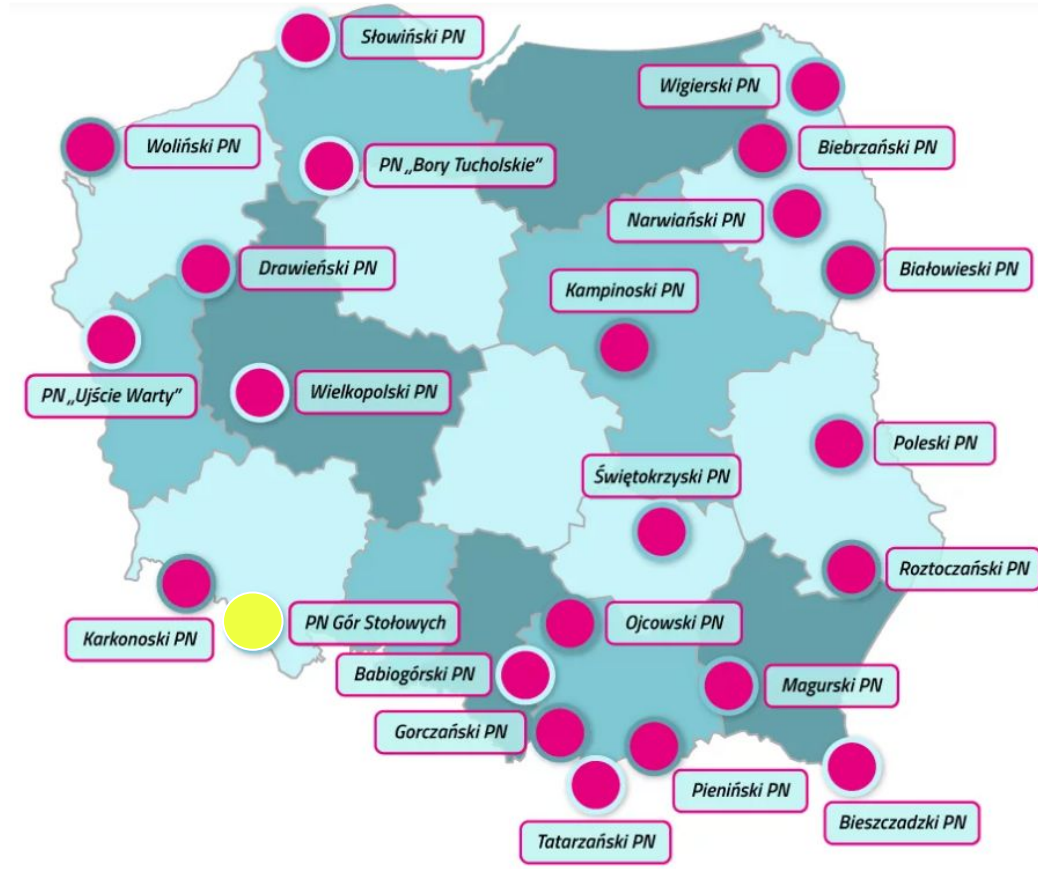 Słowiński PN
Wigierski PN
Woliński PN
Biebrzański PN
PN „Bory Tucholskie”
Narwiański PN
Drawieński PN
Białowieski PN
Kampinoski PN
PN „Ujście Warty”
Wielkopolski PN
Poleski PN
Świętokrzyski PN
Roztoczański PN
Karkonoski PN
PN Gór Stołowych
Ojcowski PN
Babiogórski PN
Magurski PN
Gorczański PN
Pieniński PN
Bieszczadzki PN
Tatarzański PN